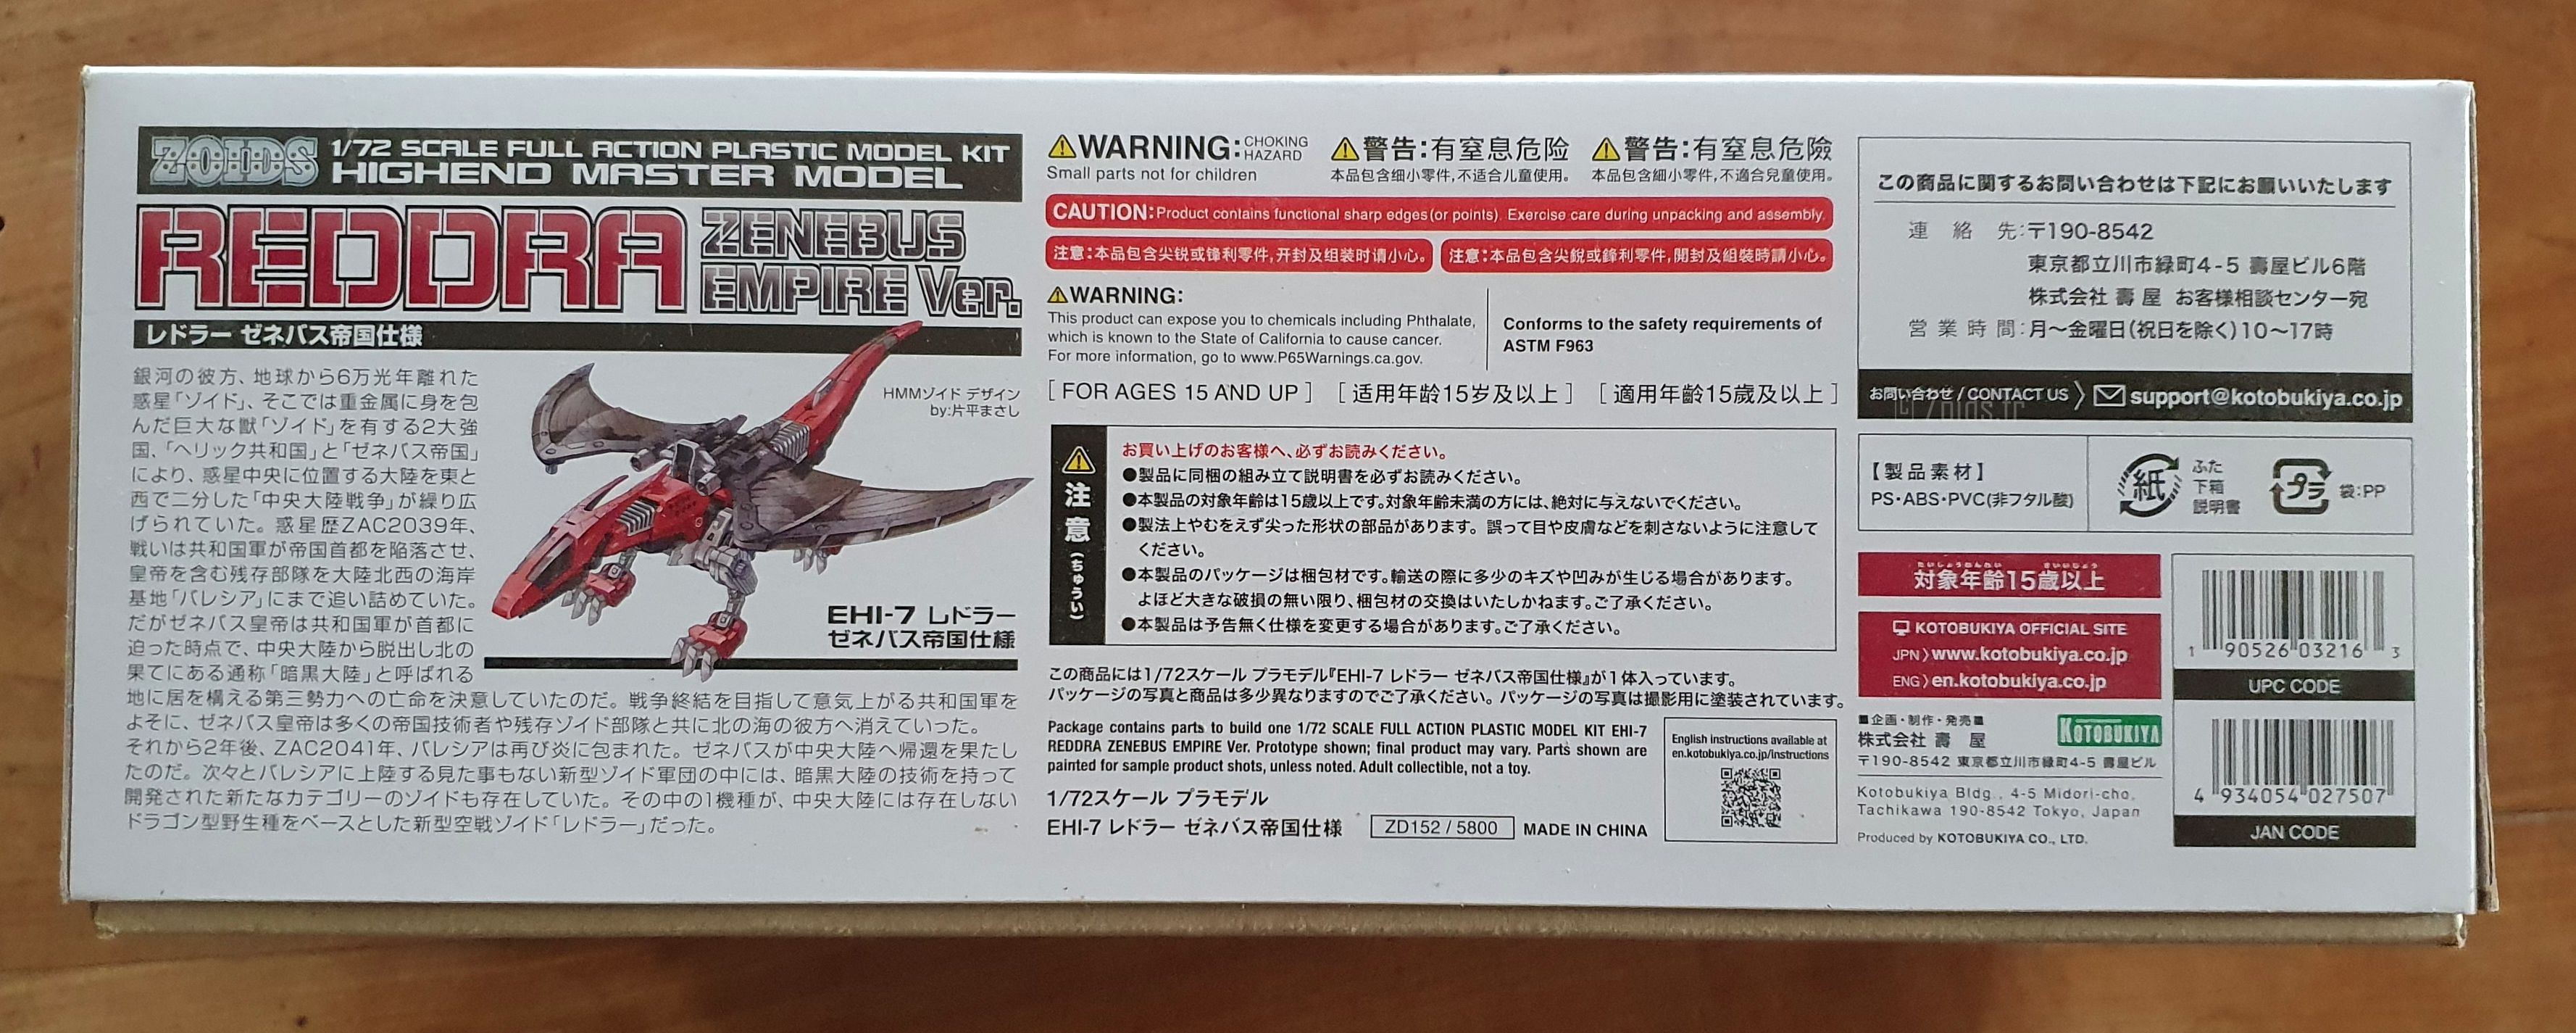 ZOIDS
1/72 SCALE FULL ACTION PLASTIC MODEL KIT
HIGHEND MASTER MODEL
REDDRA
ZENEBUS
EMPIRE Ver.
レドラー ゼネバス帝国仕様
銀河の彼方、地球から6万光年離れた
惑星「ゾイド」、そこでは重金属に身を包
んだ巨大な獣「ゾイド」を有する2大強
国、「ヘリック共和国」と「ゼネバス帝国」
により、惑星中央に位置する大陸を東と
西で二分した「中央大陸戦争」が繰り広
げられていた。惑星歴ZAC2039年、
戦いは共和国軍が帝国首都を陥落させ、
皇帝を含む残存部隊を大陸北西の海岸
基地「バレシア」にまで追い詰めていた。
だがゼネバス皇帝は共和国軍が首都に
迫った時点で、中央大陸から脱出し北の
果てにある通称「暗黒大陸」と呼ばれる
地に居を構える第三勢力への亡命を決意していたのだ。戦争終結を目指して意気上がる共和国軍を
よそに、ゼネバス皇帝は多くの帝国技術者や残存ゾイド部隊と共に北の海の彼方へ消えていった。
それから2年後、ZAC2041年、バレシアは再び炎に包まれた。ゼネバスが中央大陸へ帰還を果たし
たのだ。次々とバレシアに上陸する見た事もない新型ゾイド軍団の中には、暗黒大陸の技術を持って
開発された新たなカテゴリーのゾイドも存在していた。その中の1機種が、中央大陸には存在しない
ドラゴン型野生種をベースとした新型空戦ゾイド「レドラー」だった。
HMMゾイド デザイン
by:片平まさし
EHI-7 レドラー
ゼネバス帝国仕様
WARNING: CHOKING HAZARD
Small parts not for children
警告:有窒息危险
本品包含细小零件,不适合儿童使用。
警告:有窒息危險
本品包含細小零件,不適合兒童使用。
CAUTION: Product contains functional sharp edges (or points). Exercise care during unpacking and assembly.
注意:本品包含尖锐或锋利零件,开封及组装时请小心。
注意:本品包含尖銳或鋒利零件,開封及組裝時請小心。
WARNING:
This product can expose you to chemicals including Phthalate,
which is known to the State of California to cause cancer.
For more information, go to www.P65Warnings.ca.gov.
Conforms to the safety requirements of
ASTM F963
[ FOR AGES 15 AND UP ] [ 适用年龄15岁及以上 ] [ 適用年齡15歲及以上 ]
注意(ちゅうい)
お買い上げのお客様へ、必ずお読みください。
●製品に同梱の組み立て説明書を必ずお読みください。
●本製品の対象年齢は15歳以上です。対象年齢未満の方には、絶対に与えないでください。
●製法上やむをえず尖った形状の部品があります。誤って目や皮膚などを刺さないように注意して
ください。
●本製品のパッケージは梱包材です。輸送の際に多少のキズや凹みが生じる場合があります。
よほど大きな破損の無い限り、梱包材の交換はいたしかねます。ご了承ください。
●本製品は予告無く仕様を変更する場合があります。ご了承ください。
この商品には1/72スケール プラモデル『EHI-7 レドラー ゼネバス帝国仕様』が1体入っています。
パッケージの写真と商品は多少異なりますのでご了承ください。パッケージの写真は撮影用に塗装されています。
Package contains parts to build one 1/72 SCALE FULL ACTION PLASTIC MODEL KIT EHI-7
REDDRA ZENEBUS EMPIRE Ver. Prototype shown; final product may vary. Parts shown are
painted for sample product shots, unless noted. Adult collectible, not a toy.
1/72スケール プラモデル
EHI-7 レドラー ゼネバス帝国仕様
ZD152 / 5800
MADE IN CHINA
English instructions available at
en.kotobukiya.co.jp/instructions
この商品に関するお問い合わせは下記にお願いいたします
連絡先:〒190-8542
東京都立川市緑町4-5 壽屋ビル6階
株式会社 壽屋 お客様相談センター宛
営業時間:月〜金曜日(祝日を除く)10〜17時
お問い合わせ / CONTACT US
support@kotobukiya.co.jp
(c) Zoids.fr
【製品素材】
PS・ABS・PVC(非フタル酸)
紙
ふた
下箱
説明書
プラ
袋:PP
たいしょうねんれい さいいじょう
対象年齢15歳以上
KOTOBUKIYA OFFICIAL SITE
JPN 〉www.kotobukiya.co.jp
ENG 〉en.kotobukiya.co.jp
■企画・制作・発売■
株式会社 壽 屋
KOTOBUKIYA
〒190-8542 東京都立川市緑町4-5 壽屋ビル
Kotobukiya Bldg., 4-5 Midori-cho,
Tachikawa 190-8542 Tokyo, Japan
Produced by KOTOBUKIYA CO., LTD.
1 90526 03216 3
UPC CODE
4 934054 027507
JAN CODE